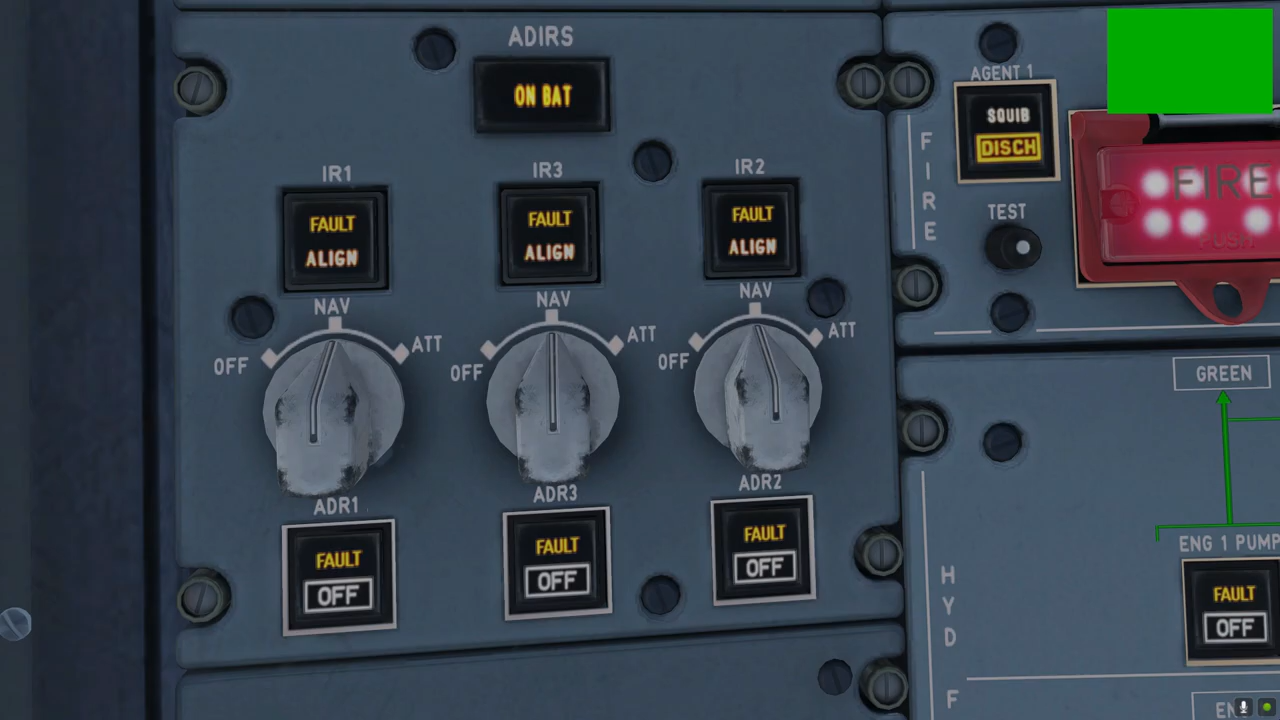 ADIRS
ON BAT
IR1
FAULT
ALIGN
IR3
FAULT
ALIGN
IR2
FAULT
ALIGN
OFF NAV ATT
OFF NAV ATT
OFF NAV ATT
ADR1
FAULT
OFF
ADR3
FAULT
OFF
ADR2
FAULT
OFF
FIRE
AGENT 1
SQUIB
DISCH
TEST
FIRE
PUSH
HYD
GREEN
ENG 1 PUMP
FAULT
OFF
F